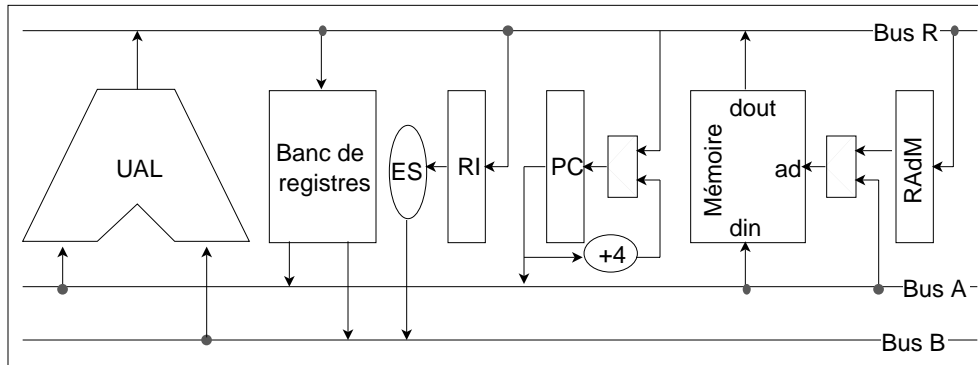 Bus R
UAL
Banc de
registres
ES
RI
PC
+4
Mémoire
dout
ad
din
RAdM
Bus A
Bus B